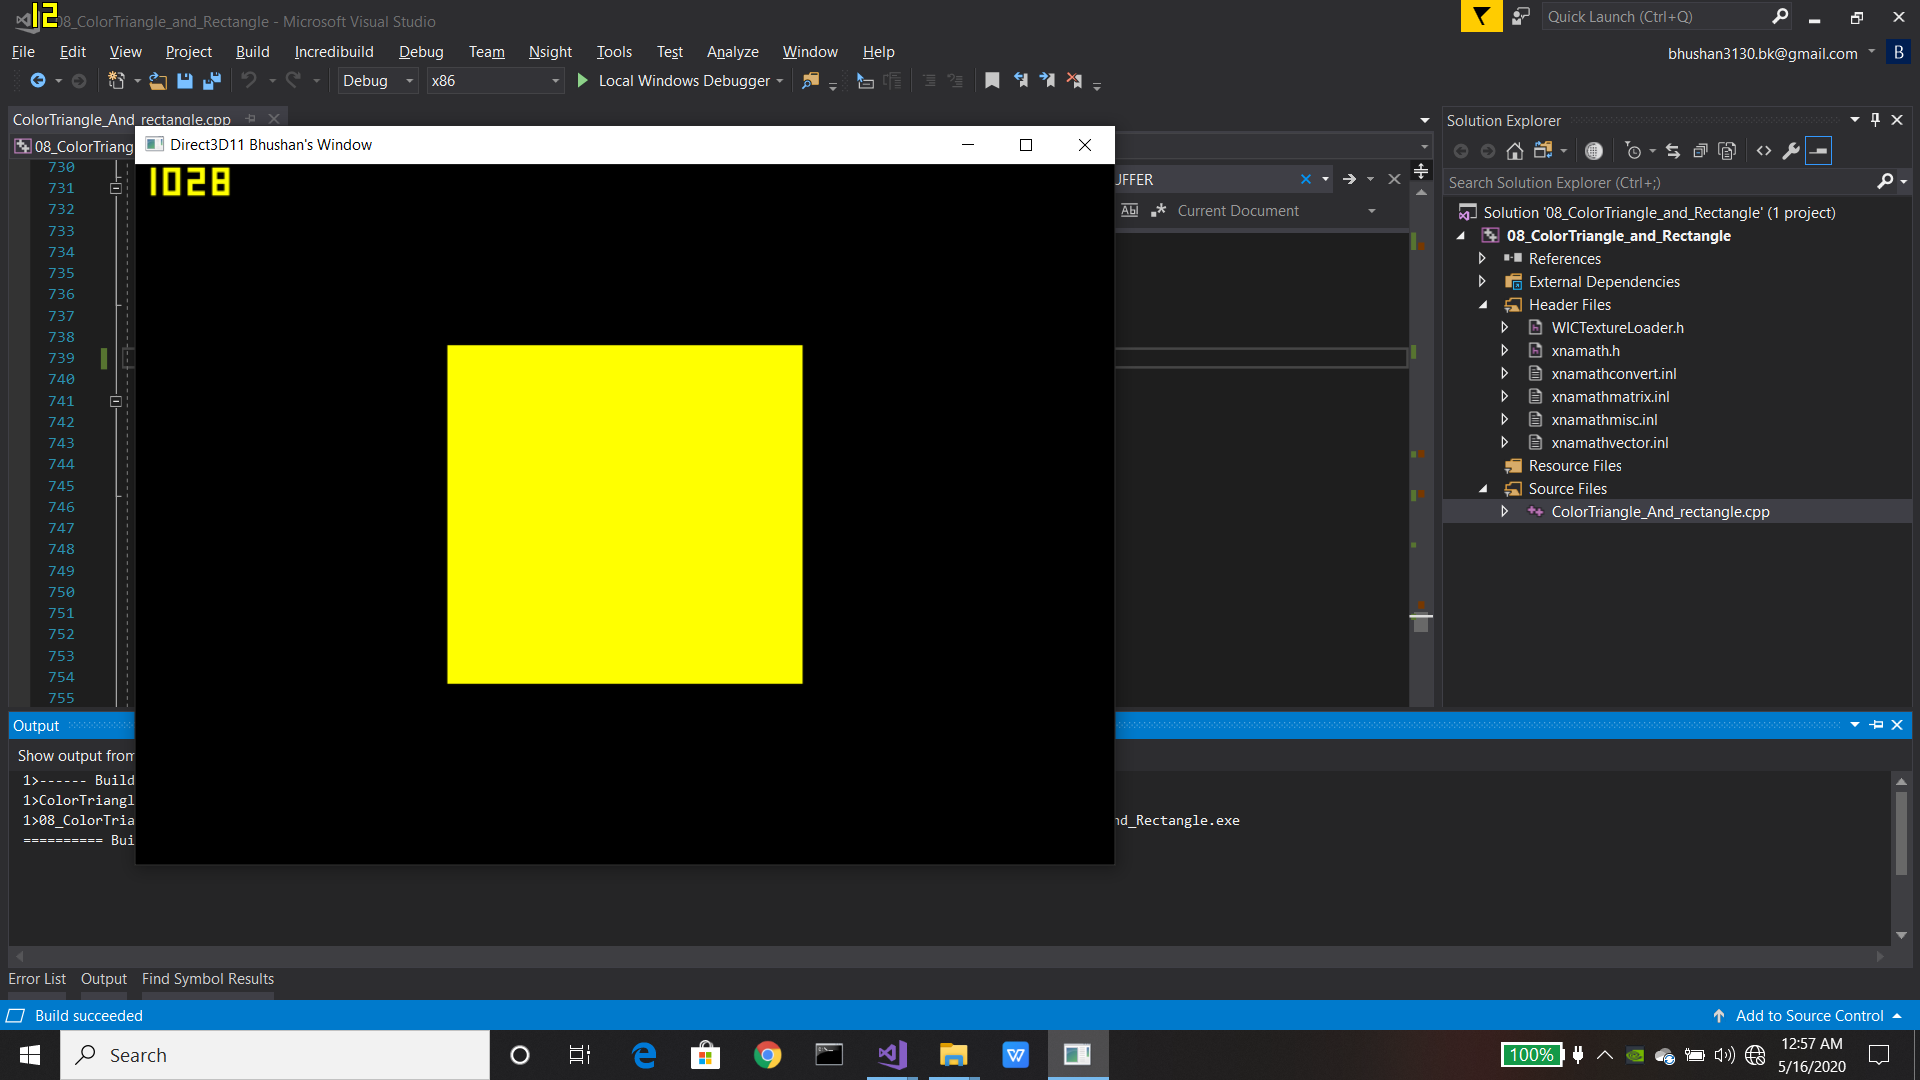 12
08_ColorTriangle_and_Rectangle - Microsoft Visual Studio
Quick Launch (Ctrl+Q)
File Edit View Project Build Incredibuild Debug Team Nsight Tools Test Analyze Window Help
bhushan3130.bk@gmail.com B
Debug x86 Local Windows Debugger
ColorTriangle_And_rectangle.cpp
08_ColorTriang
Direct3D11 Bhushan's Window
1028
UFFER
Current Document
730
731
732
733
734
735
736
737
738
739
740
741
742
743
744
745
746
747
748
749
750
751
752
753
754
755
Solution Explorer
Search Solution Explorer (Ctrl+;)
Solution '08_ColorTriangle_and_Rectangle' (1 project)
08_ColorTriangle_and_Rectangle
References
External Dependencies
Header Files
WICTextureLoader.h
xnamath.h
xnamathconvert.inl
xnamathmatrix.inl
xnamathmisc.inl
xnamathvector.inl
Resource Files
Source Files
ColorTriangle_And_rectangle.cpp
Output
Show output from
1>------ Build
1>ColorTriangl
1>08_ColorTria nd_Rectangle.exe
========== Bui
Error List Output Find Symbol Results
Build succeeded
Add to Source Control
Search
100%
12:57 AM
5/16/2020